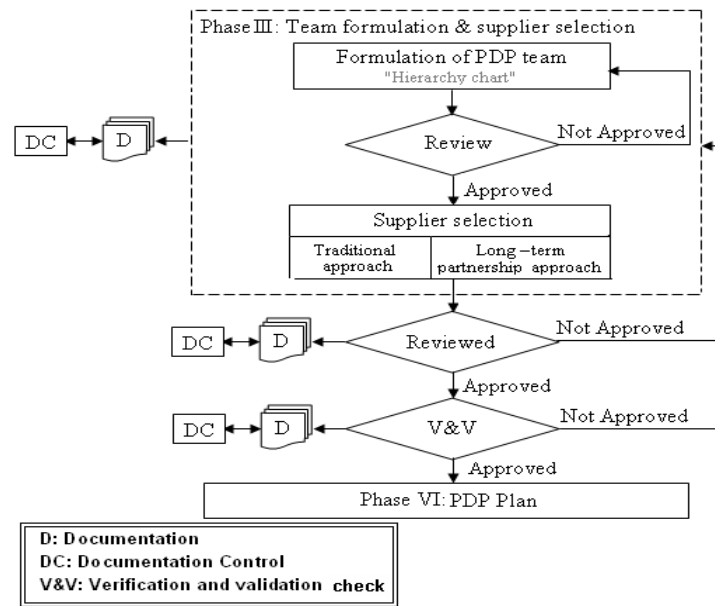 Phase III: Team formulation & supplier selection
Formulation of PDP team
"Hierarchy chart"
DC
D
Review
Not Approved
Approved
Supplier selection
Traditional
approach
Long-term
partnership approach
DC
D
Reviewed
Not Approved
Approved
DC
D
V&V
Not Approved
Approved
Phase VI: PDP Plan
D: Documentation
DC: Documentation Control
V&V: Verification and validation check